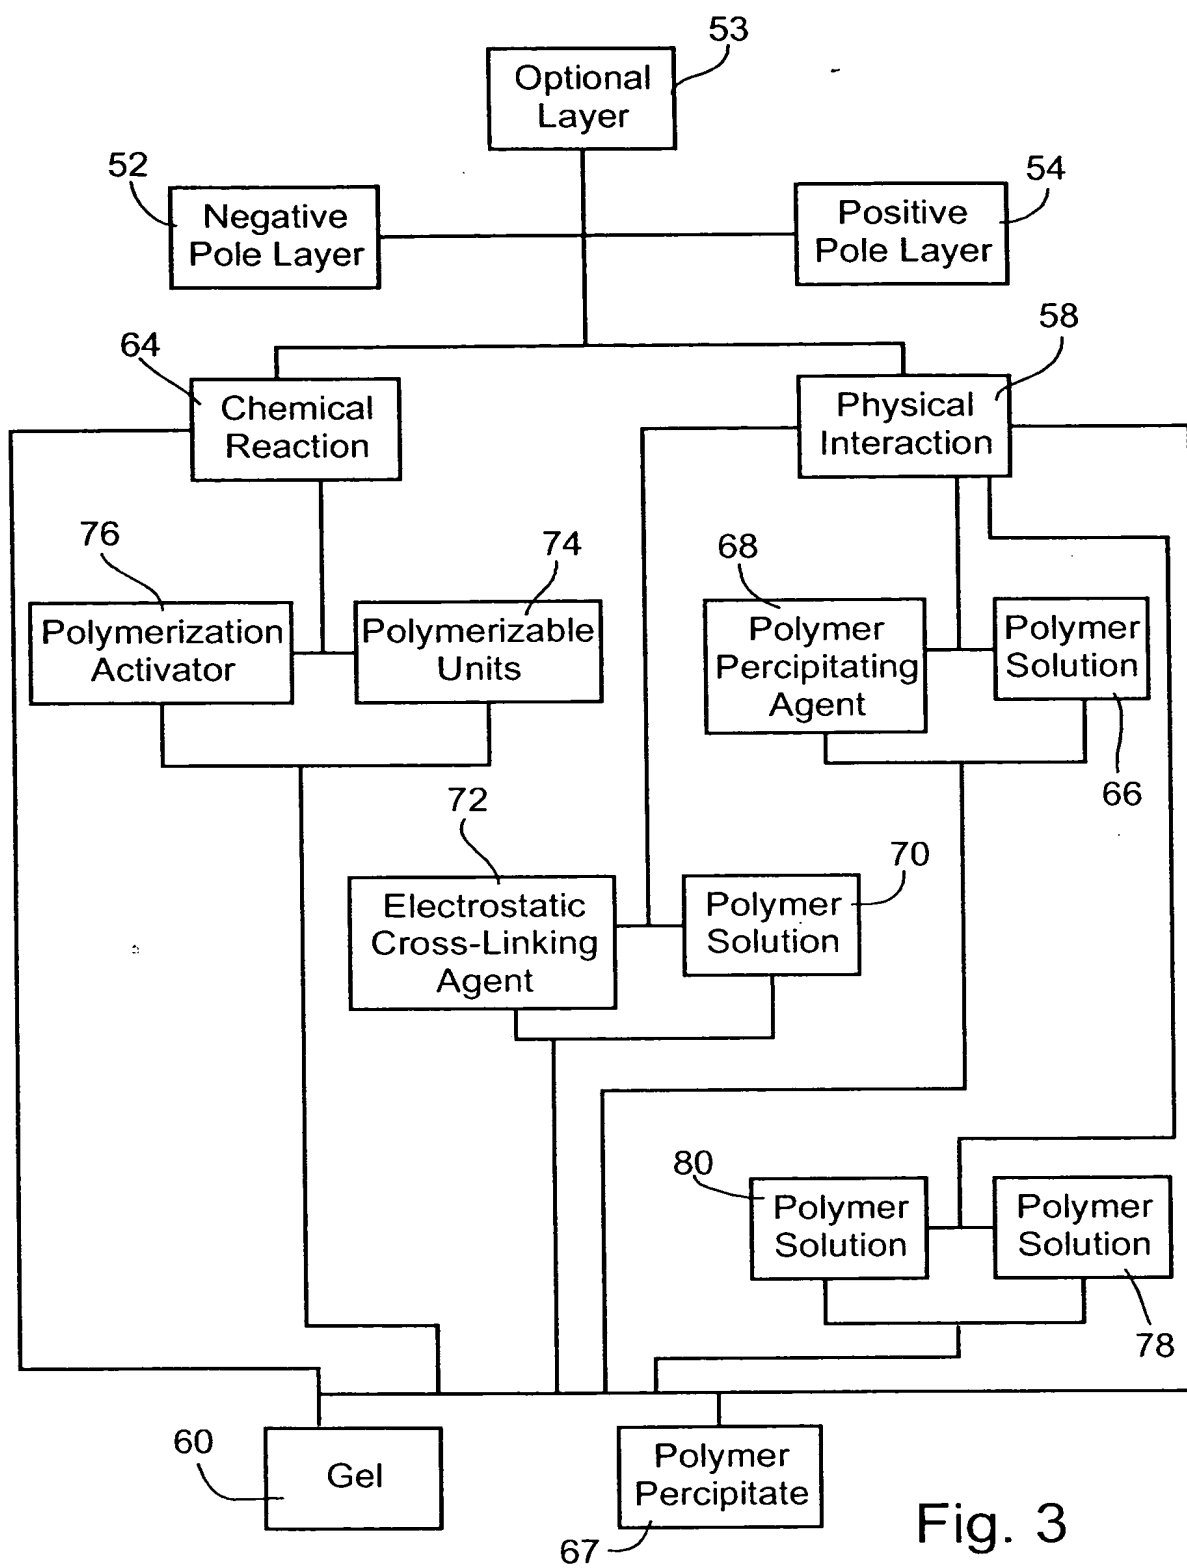 53
Optional
Layer
52
54
Negative
Pole Layer
Positive
Pole Layer
64
58
Chemical
Reaction
Physical
Interaction
76
74
68
Polymerization
Activator
Polymerizable
Units
Polymer
Percipitating
Agent
Polymer
Solution
66
72
70
Electrostatic
Cross-Linking
Agent
Polymer
Solution
80
Polymer
Solution
Polymer
Solution
78
60
Gel
Polymer
Percipitate
67
Fig. 3